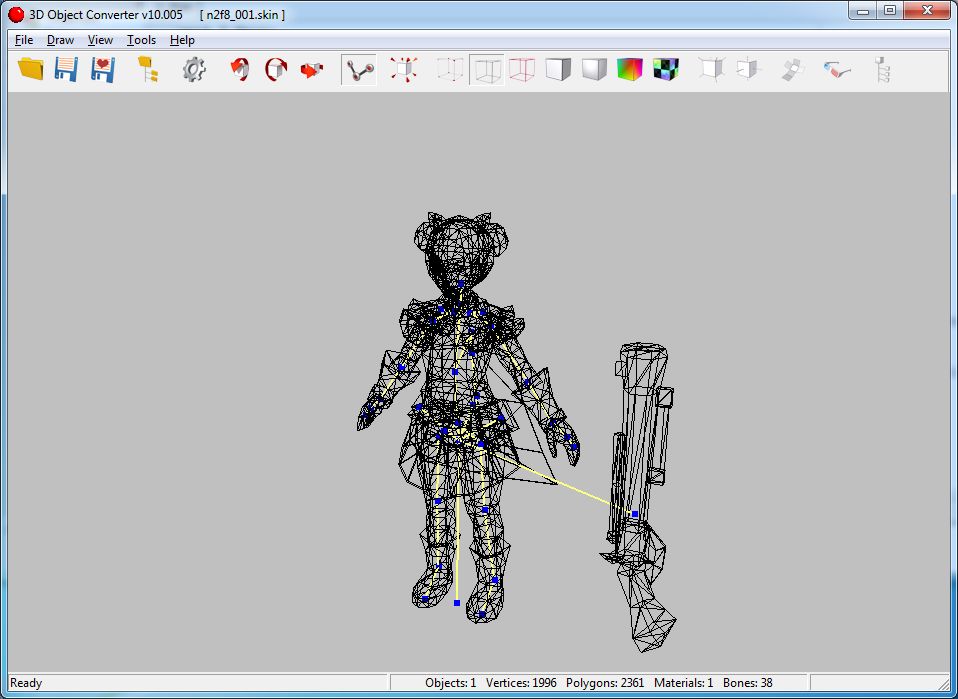 3D Object Converter v10.005 [ n2f8_001.skin ]
File Draw View Tools Help
Ready Objects: 1 Vertices: 1996 Polygons: 2361 Materials: 1 Bones: 38